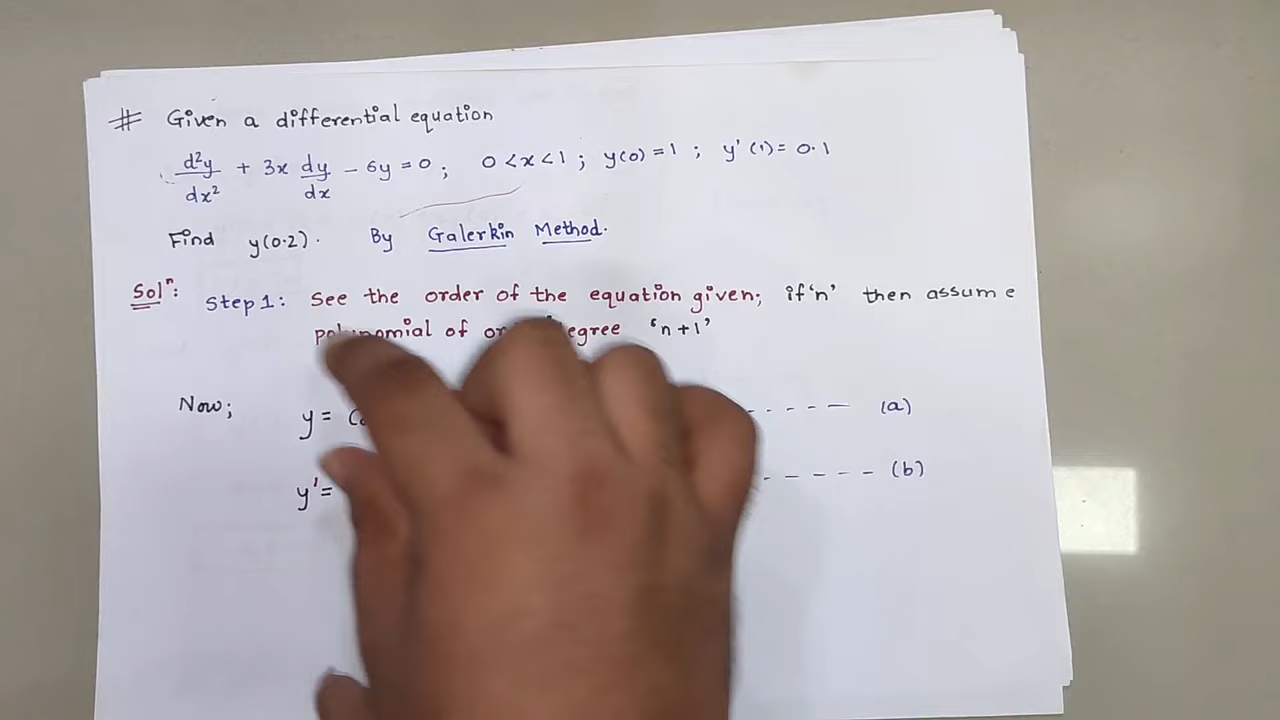 # Given a differential equation
d²y/dx² + 3x dy/dx - 6y = 0 ; 0 < x < 1 ; y(0) = 1 ; y'(1) = 0.1
Find y(0.2). By Galerkin Method.
Solⁿ: Step 1: See the order of the equation given; if 'n' then assume
of 'n+1'
Now; y = ----- (a)
y' = ------ (b)